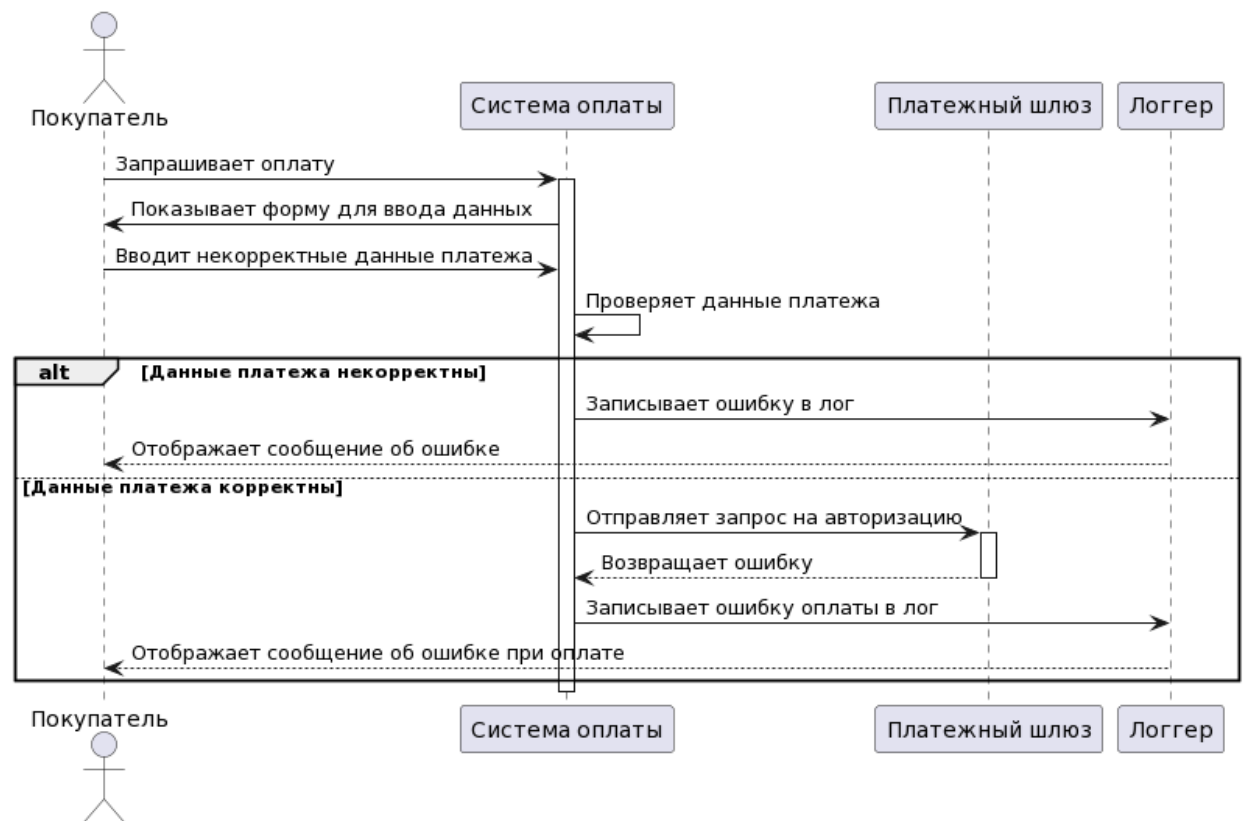 Покупатель
Система оплаты
Платежный шлюз
Логгер
Запрашивает оплату
Показывает форму для ввода данных
Вводит некорректные данные платежа
Проверяет данные платежа
alt [Данные платежа некорректны]
Записывает ошибку в лог
Отображает сообщение об ошибке
[Данные платежа корректны]
Отправляет запрос на авторизацию
Возвращает ошибку
Записывает ошибку оплаты в лог
Отображает сообщение об ошибке при оплате
Покупатель
Система оплаты
Платежный шлюз
Логгер